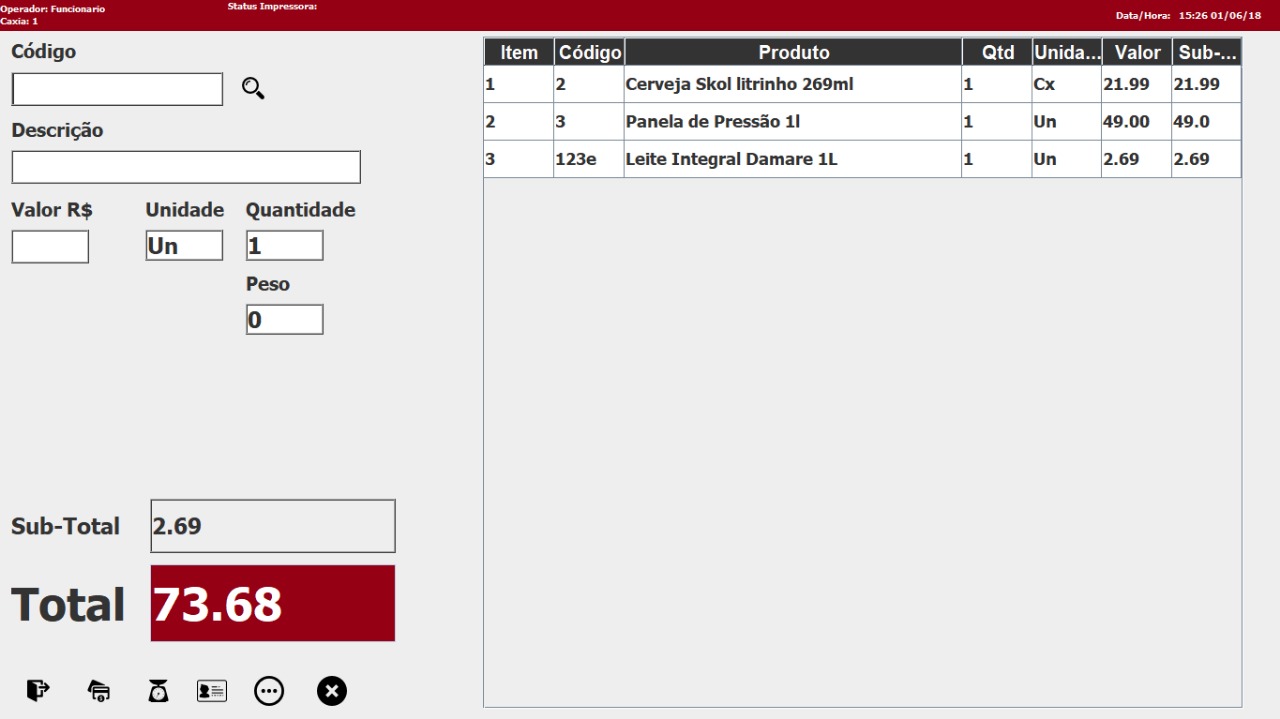 Operador: Funcionario
Caxia: 1
Status Impressora:
Data/Hora: 15:26 01/06/18
Código
Descrição
Valor R$ Unidade Quantidade
Un 1
Peso
0
Sub-Total 2.69
Total 73.68
Item Código Produto Qtd Unida... Valor Sub-...
1 2 Cerveja Skol litrinho 269ml 1 Cx 21.99 21.99
2 3 Panela de Pressão 1l 1 Un 49.00 49.0
3 123e Leite Integral Damare 1L 1 Un 2.69 2.69